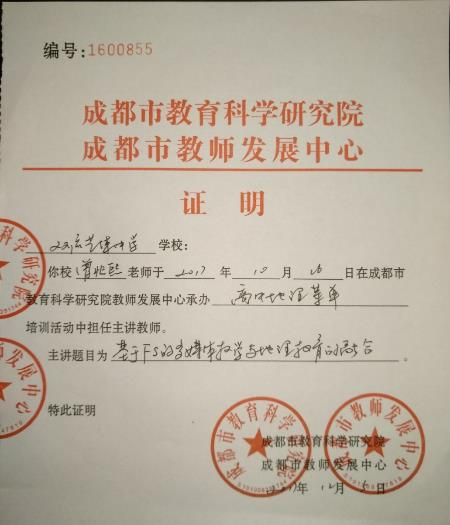 编号:1600855
成都市教育科学研究院
成都市教师发展中心
证明
双流艺体中学 学校:
你校 曾兆熙 老师于 2017 年 10 月 26 日在成都市
教育科学研究院教师发展中心承办 高中地理菜单
培训活动中担任主讲教师。
主讲题目为 基于FS的多媒体教学与地理教育的融合 。
特此证明
成都市教育科学研究院
成都市教师发展中心
2017年 12月 5日